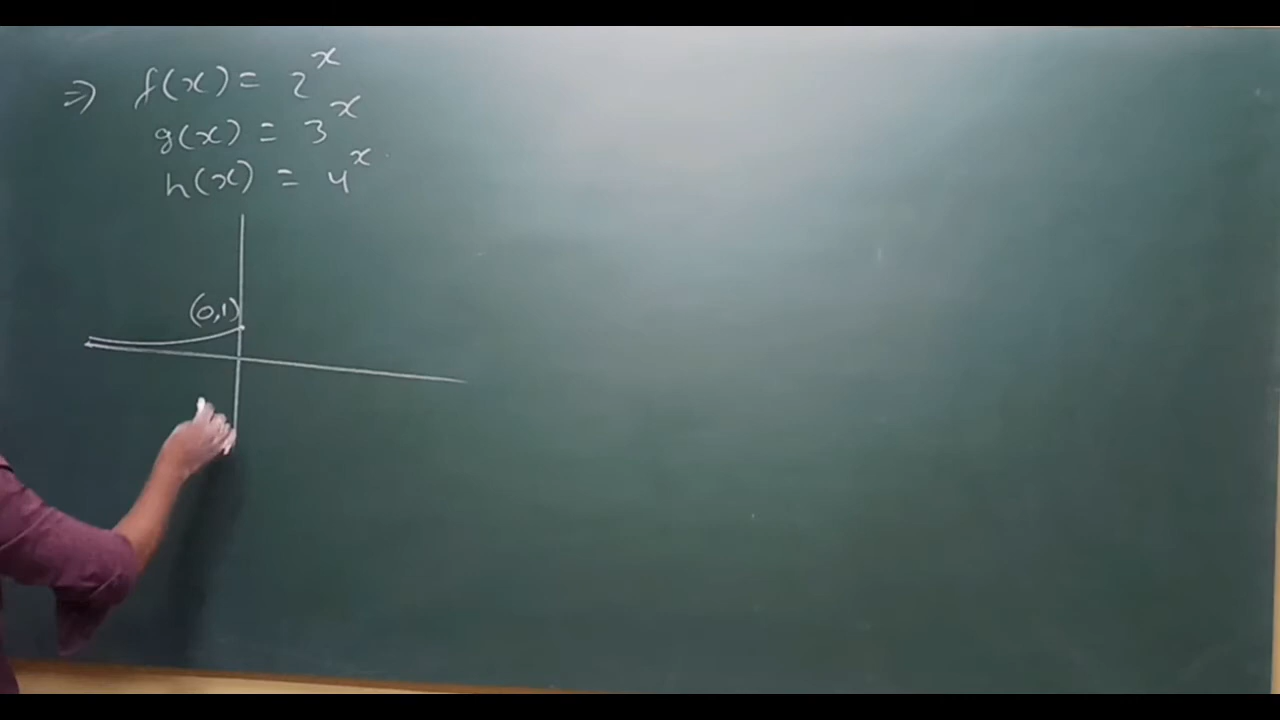 ⇒ f(x) = 2^x
g(x) = 3^x
h(x) = 4^x
(0,1)